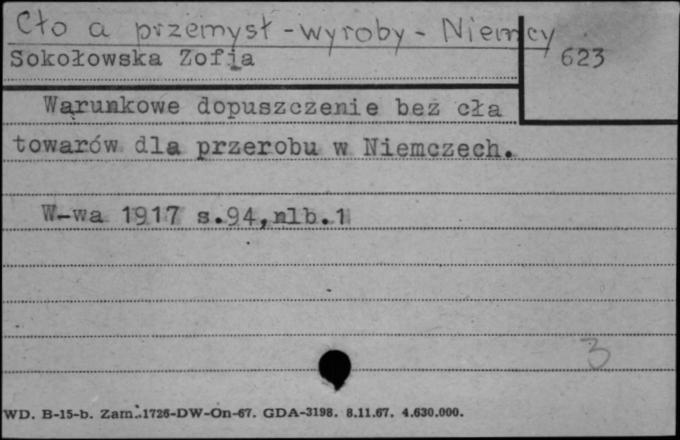 Cło a przemysł - wyroby - Niemcy
Sokołowska Zofia
623
Warunkowe dopuszczenie bez cła
towarów dla przerobu w Niemczech.
W-wa 1917 s.94,nlb.1
3
WD. B-15-b. Zam. 1726-DW-On-67. GDA-3198. 8.11.67. 4.630.000.